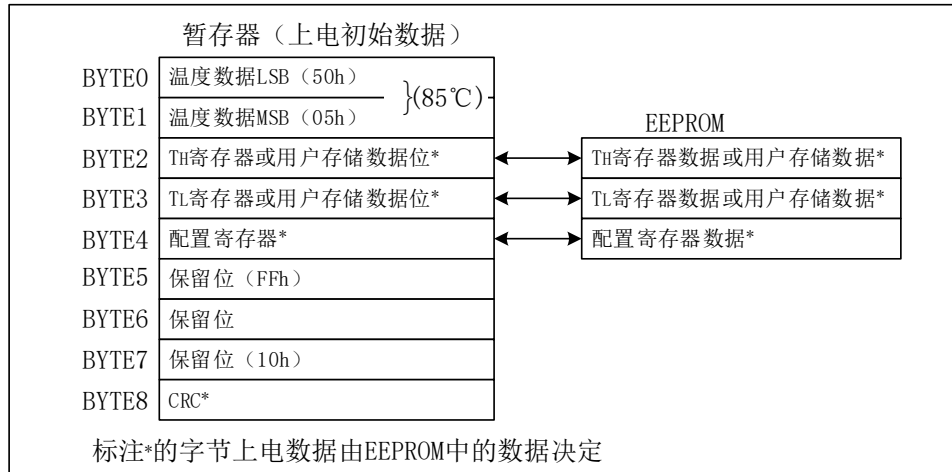 暂存器（上电初始数据）
BYTE0 温度数据LSB（50h）
}(85℃)
BYTE1 温度数据MSB（05h）
EEPROM
BYTE2 TH寄存器或用户存储数据位* TH寄存器数据或用户存储数据*
BYTE3 TL寄存器或用户存储数据位* TL寄存器数据或用户存储数据*
BYTE4 配置寄存器* 配置寄存器数据*
BYTE5 保留位（FFh）
BYTE6 保留位
BYTE7 保留位（10h）
BYTE8 CRC*
标注*的字节上电数据由EEPROM中的数据决定